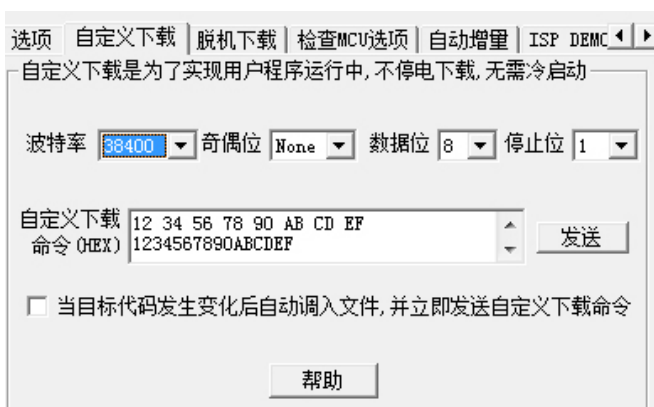 选项 自定义下载 脱机下载 检查MCU选项 自动增量 ISP DEMC
自定义下载是为了实现用户程序运行中,不停电下载,无需冷启动
波特率 38400 奇偶位 None 数据位 8 停止位 1
自定义下载 12 34 56 78 90 AB CD EF
命令(HEX) 1234567890ABCDEF 发送
当目标代码发生变化后自动调入文件,并立即发送自定义下载命令
帮助